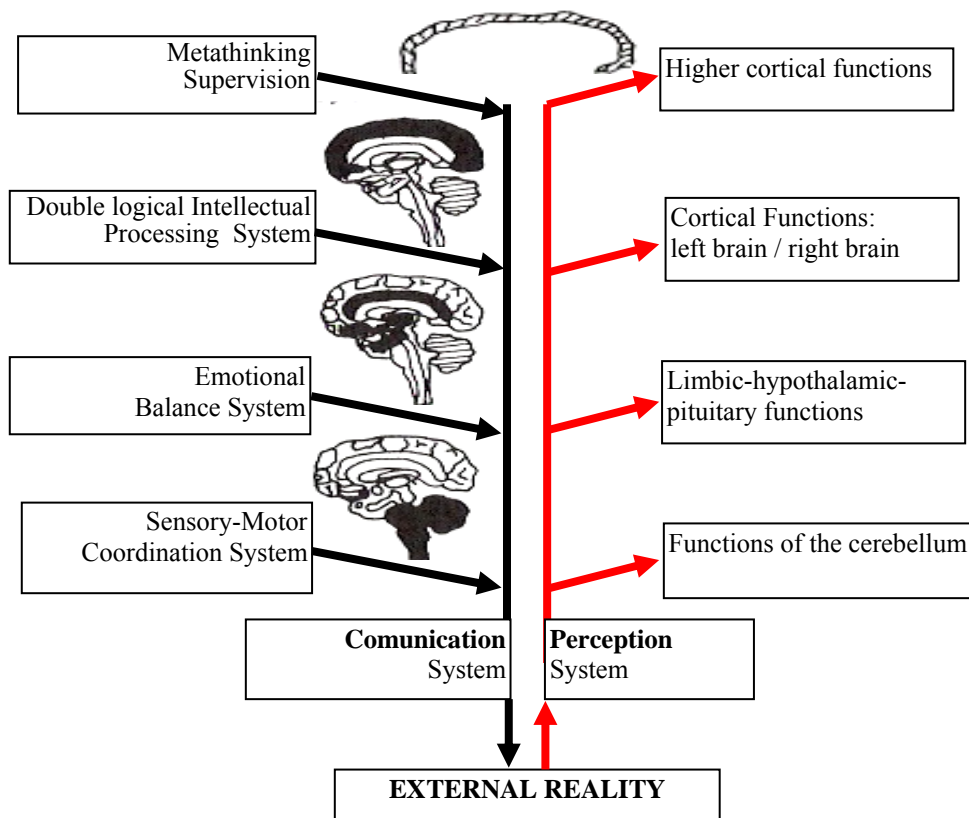 Metathinking
Supervision
Higher cortical functions
Double logical Intellectual
Processing System
Cortical Functions:
left brain / right brain
Emotional
Balance System
Limbic-hypothalamic-
pituitary functions
Sensory-Motor
Coordination System
Functions of the cerebellum
Comunication
System
Perception
System
EXTERNAL REALITY